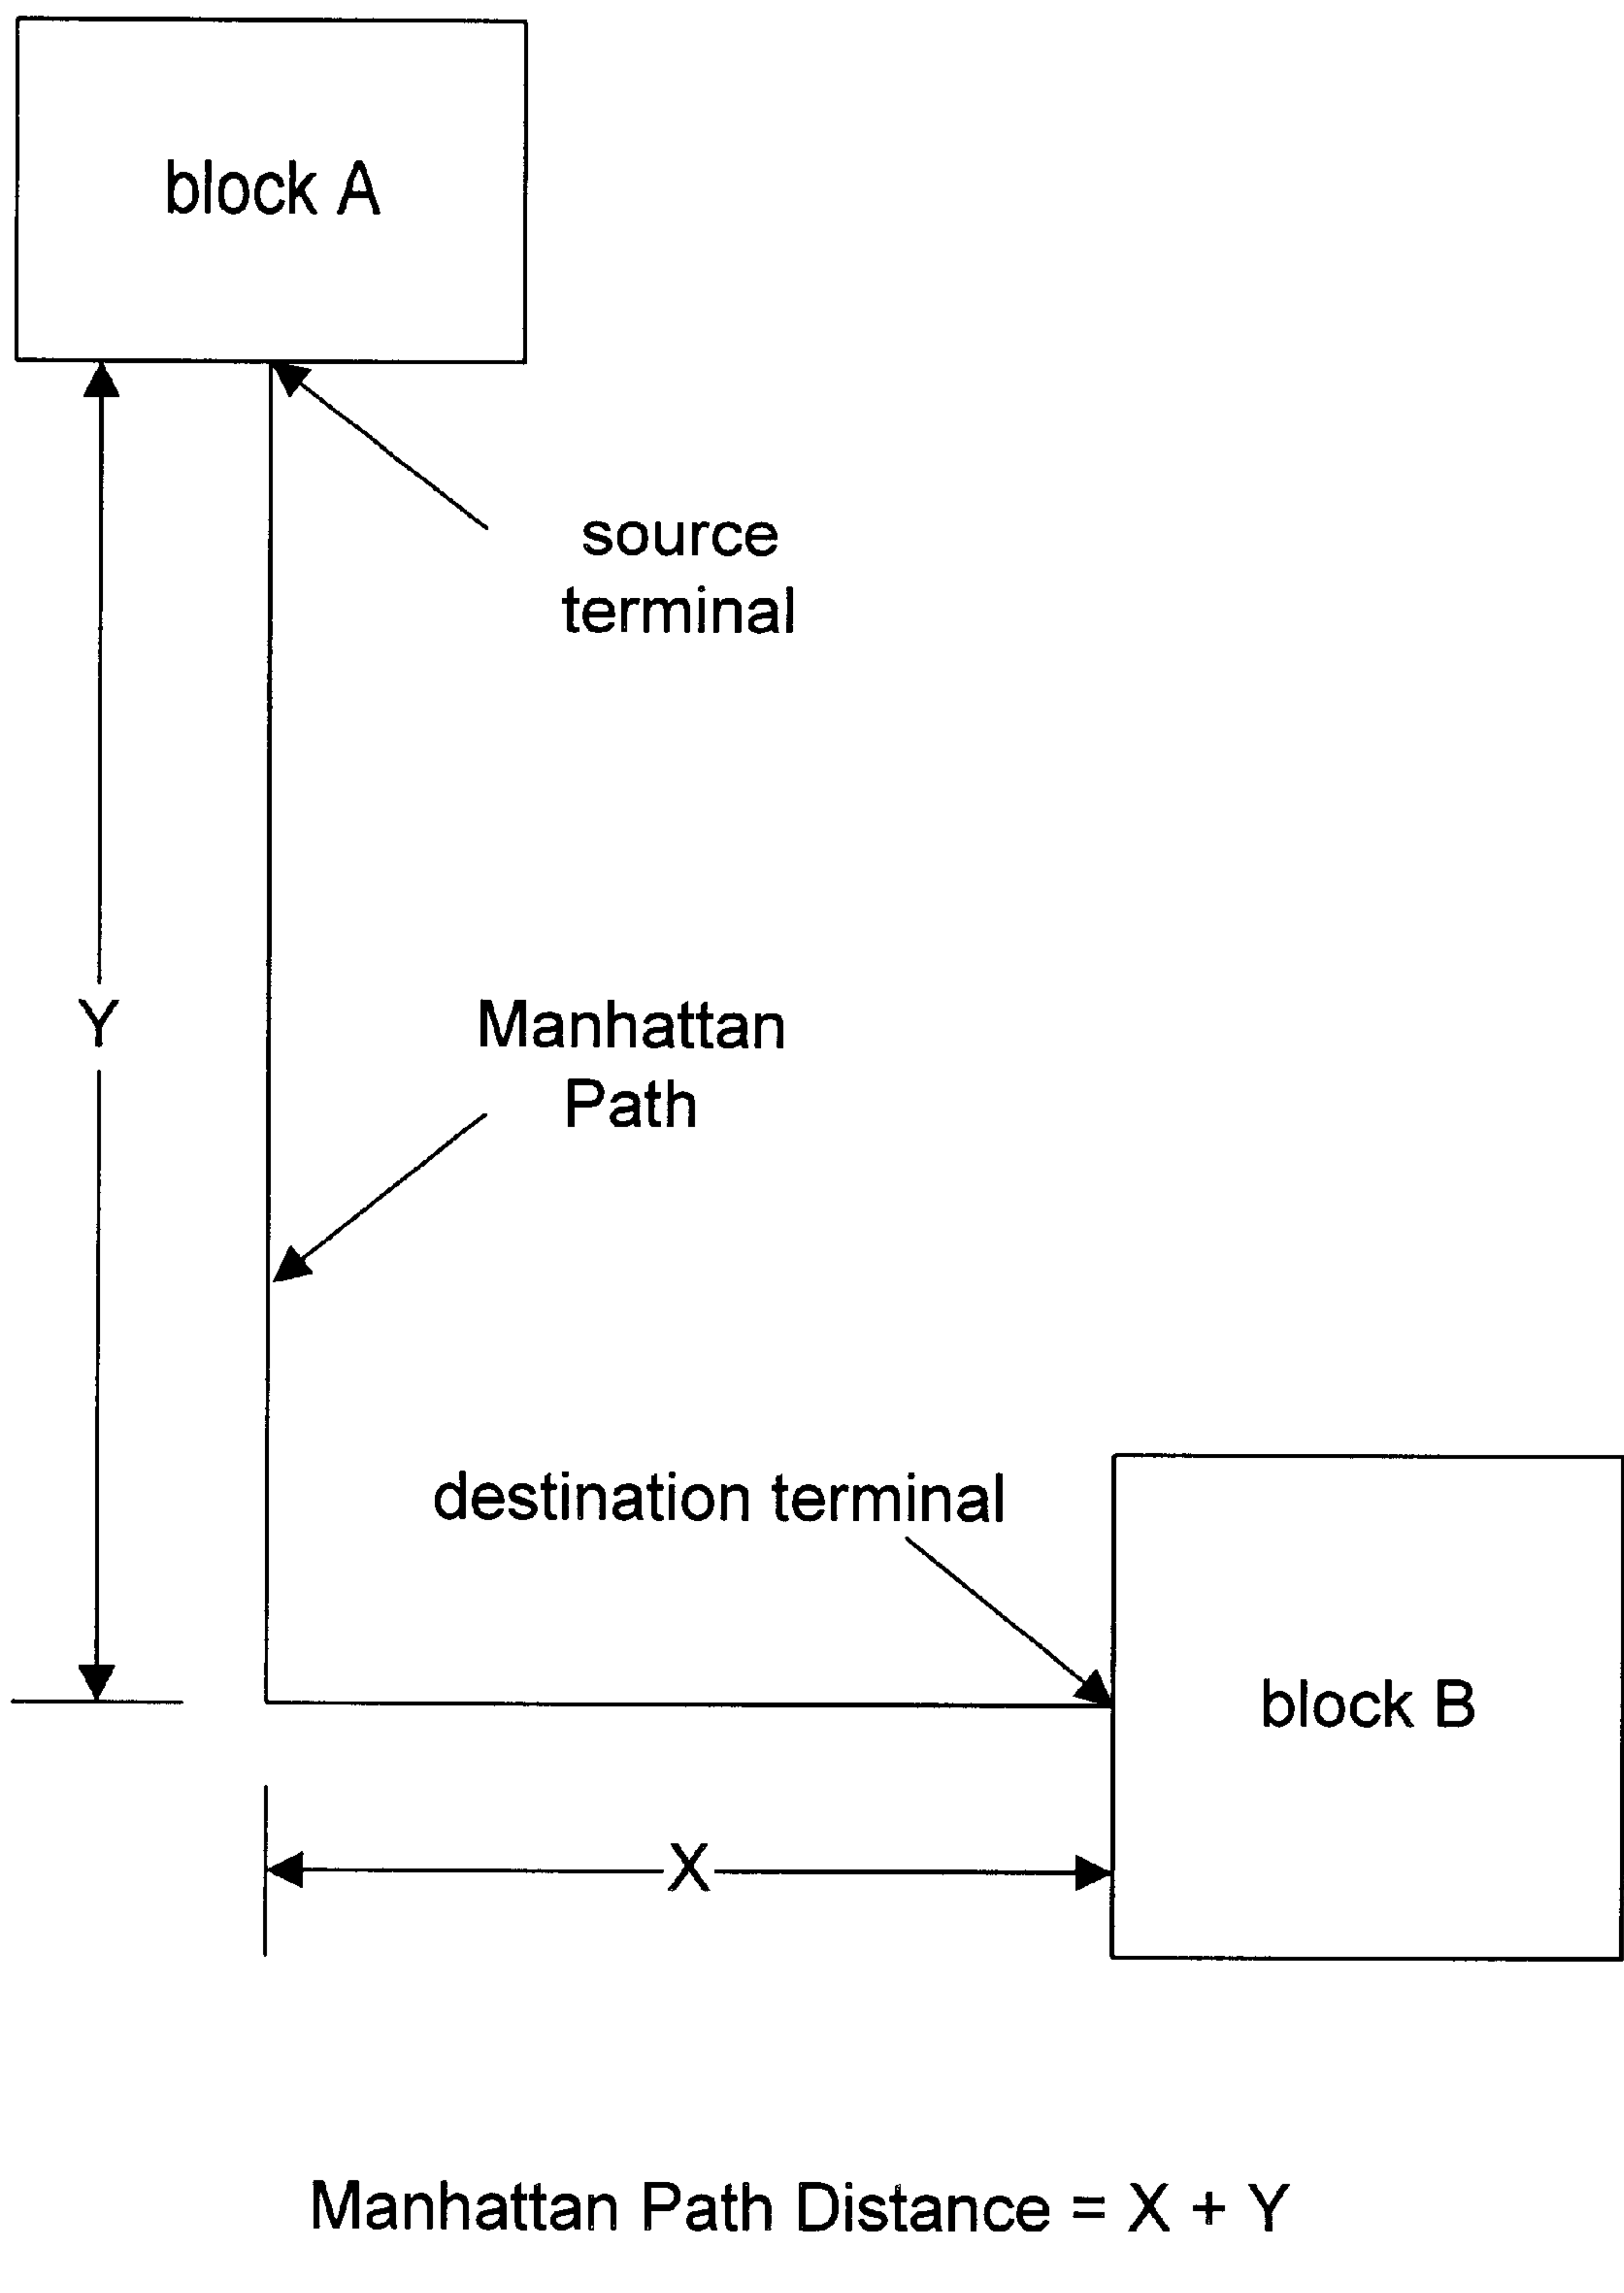 block A
source
terminal
Y
Manhattan
Path
destination terminal
block B
X
Manhattan Path Distance = X + Y